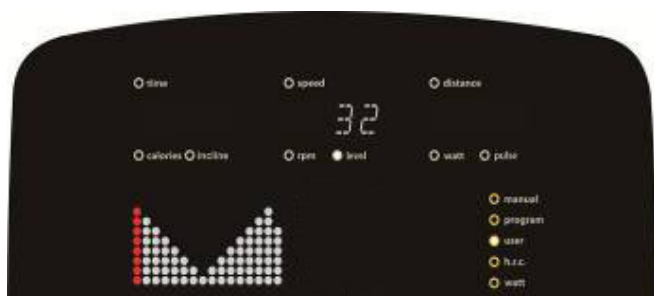 time speed distance
32
calories incline rpm level watt pulse
manual
program
user
h.r.c.
watt